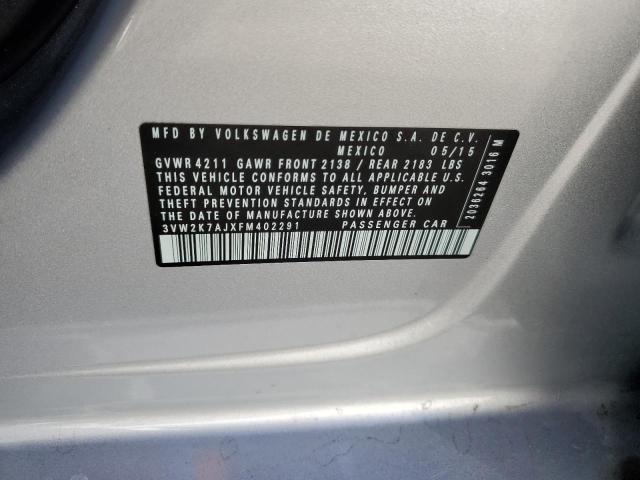 MFD BY VOLKSWAGEN DE MEXICO S.A. DE C.V.
MEXICO 05/15
GVWR 4211 GAWR FRONT 2138 / REAR 2183 LBS
THIS VEHICLE CONFORMS TO ALL APPLICABLE U.S.
FEDERAL MOTOR VEHICLE SAFETY, BUMPER AND
THEFT PREVENTION STANDARDS IN EFFECT ON
THE DATE OF MANUFACTURE SHOWN ABOVE.
3VW2K7AJXFM402291 PASSENGER CAR
2036264 3016 M